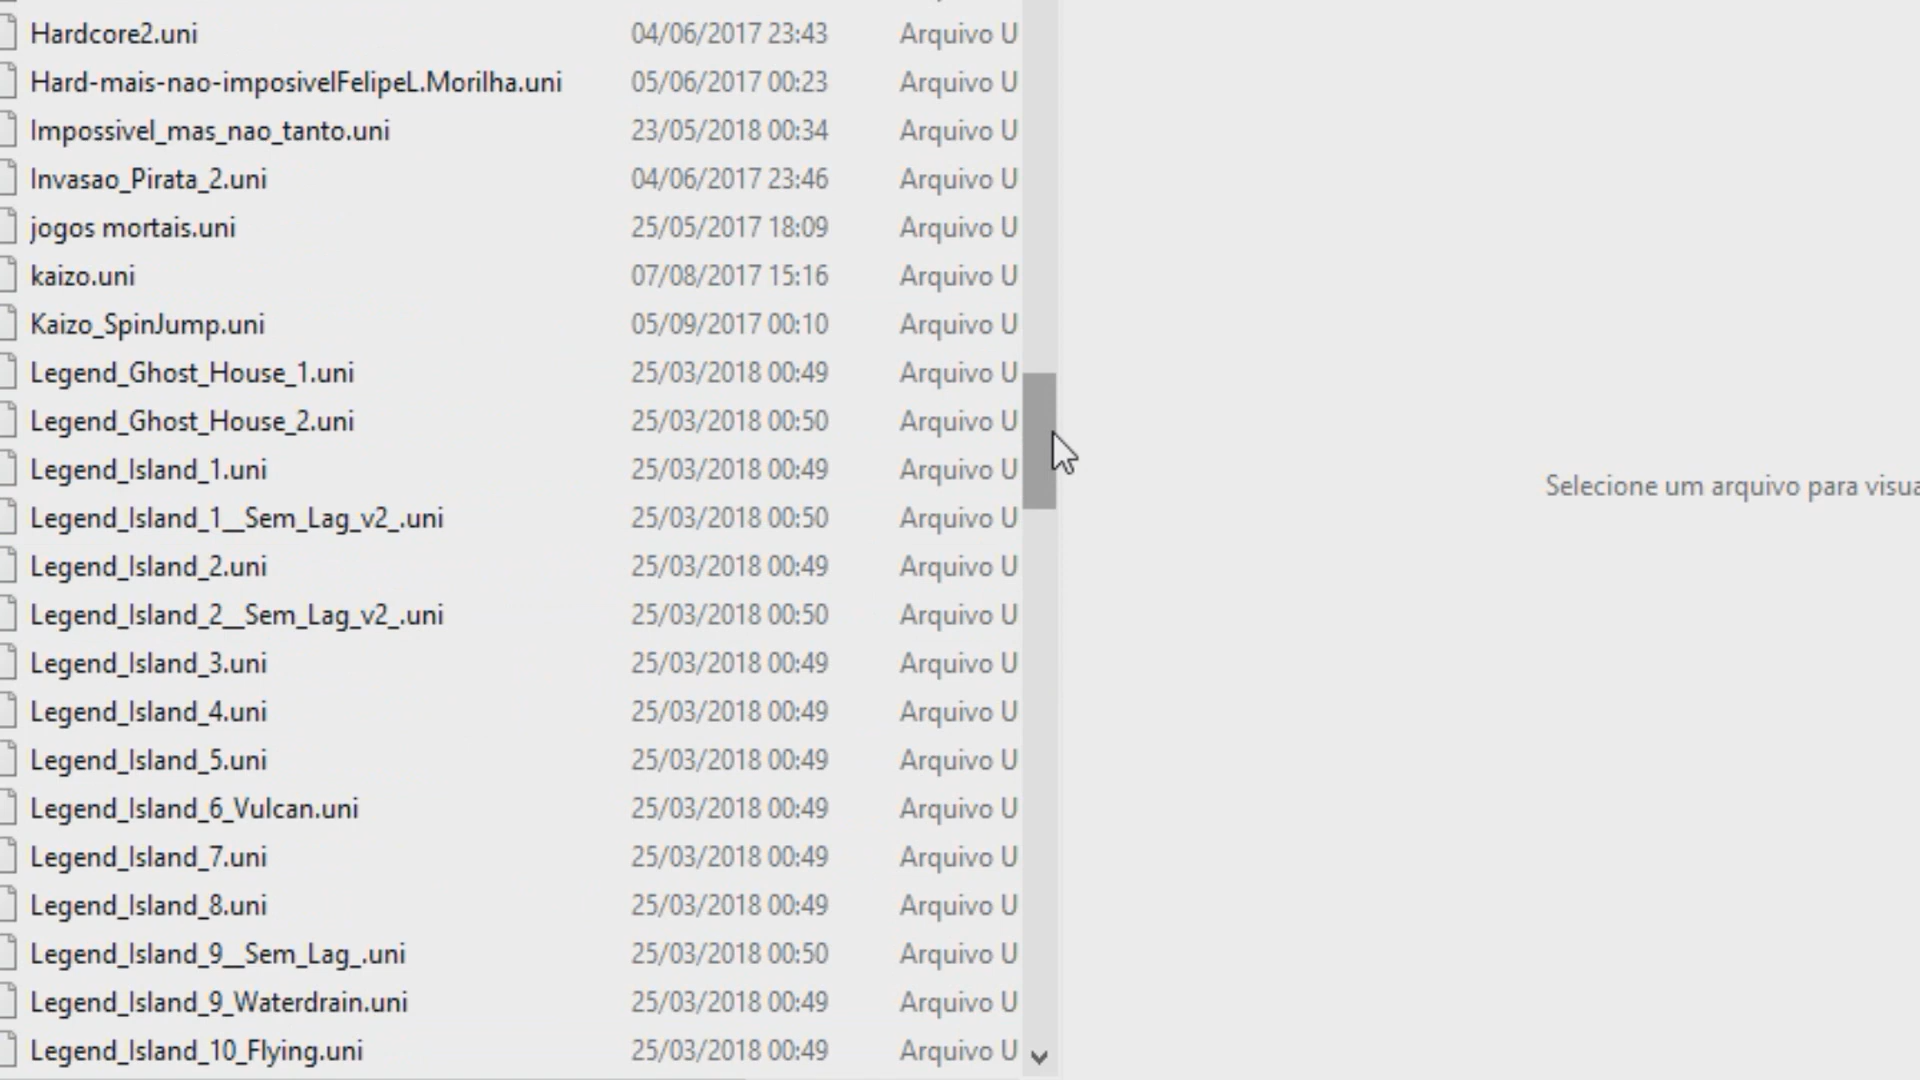 Hardcore2.uni 04/06/2017 23:43 Arquivo U
Hard-mais-nao-imposivelFelipeL.Morilha.uni 05/06/2017 00:23 Arquivo U
Impossivel_mas_nao_tanto.uni 23/05/2018 00:34 Arquivo U
Invasao_Pirata_2.uni 04/06/2017 23:46 Arquivo U
jogos mortais.uni 25/05/2017 18:09 Arquivo U
kaizo.uni 07/08/2017 15:16 Arquivo U
Kaizo_SpinJump.uni 05/09/2017 00:10 Arquivo U
Legend_Ghost_House_1.uni 25/03/2018 00:49 Arquivo U
Legend_Ghost_House_2.uni 25/03/2018 00:50 Arquivo U
Legend_Island_1.uni 25/03/2018 00:49 Arquivo U
Legend_Island_1__Sem_Lag_v2_.uni 25/03/2018 00:50 Arquivo U
Legend_Island_2.uni 25/03/2018 00:49 Arquivo U
Legend_Island_2__Sem_Lag_v2_.uni 25/03/2018 00:50 Arquivo U
Legend_Island_3.uni 25/03/2018 00:49 Arquivo U
Legend_Island_4.uni 25/03/2018 00:49 Arquivo U
Legend_Island_5.uni 25/03/2018 00:49 Arquivo U
Legend_Island_6_Vulcan.uni 25/03/2018 00:49 Arquivo U
Legend_Island_7.uni 25/03/2018 00:49 Arquivo U
Legend_Island_8.uni 25/03/2018 00:49 Arquivo U
Legend_Island_9__Sem_Lag_.uni 25/03/2018 00:50 Arquivo U
Legend_Island_9_Waterdrain.uni 25/03/2018 00:49 Arquivo U
Legend_Island_10_Flying.uni 25/03/2018 00:49 Arquivo U
Selecione um arquivo para visua